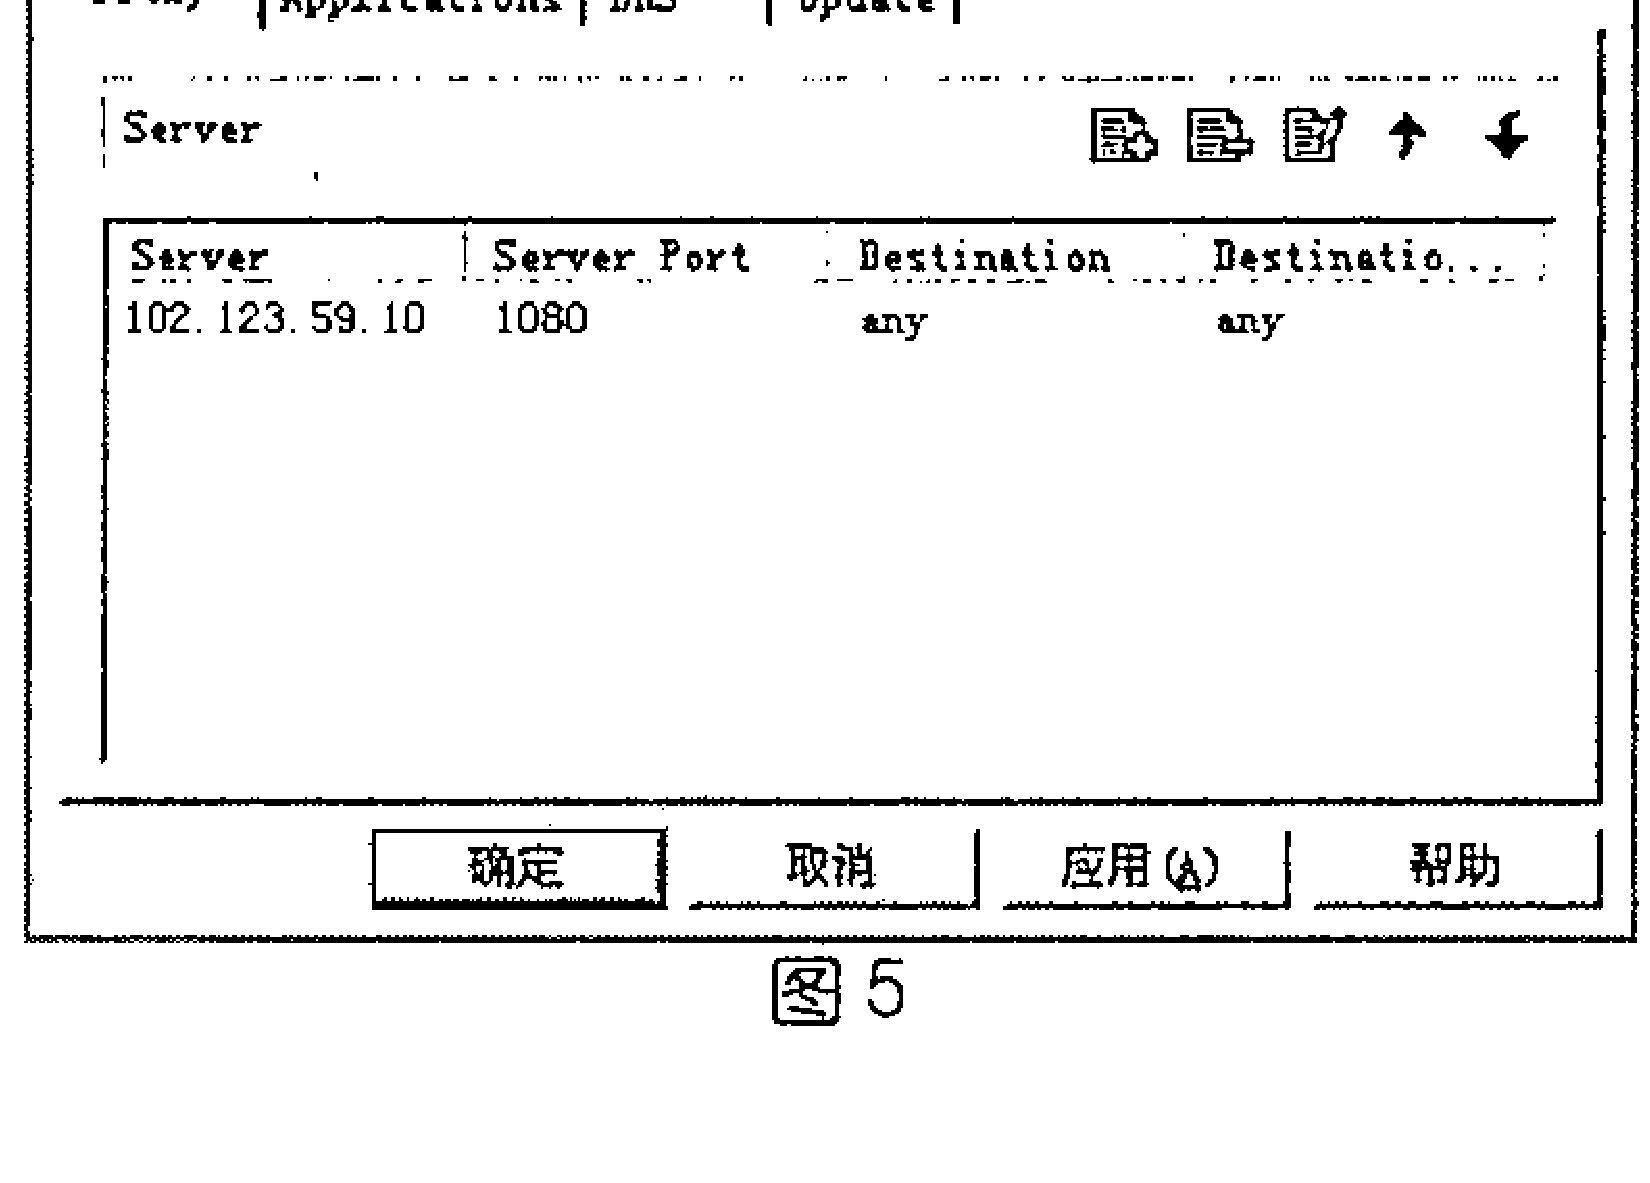 Applications DNS Update
Server
Server Server Port Destination Destinatio...
102.123.59.10 1080 any any
确定 取消 应用(A) 帮助
图 5